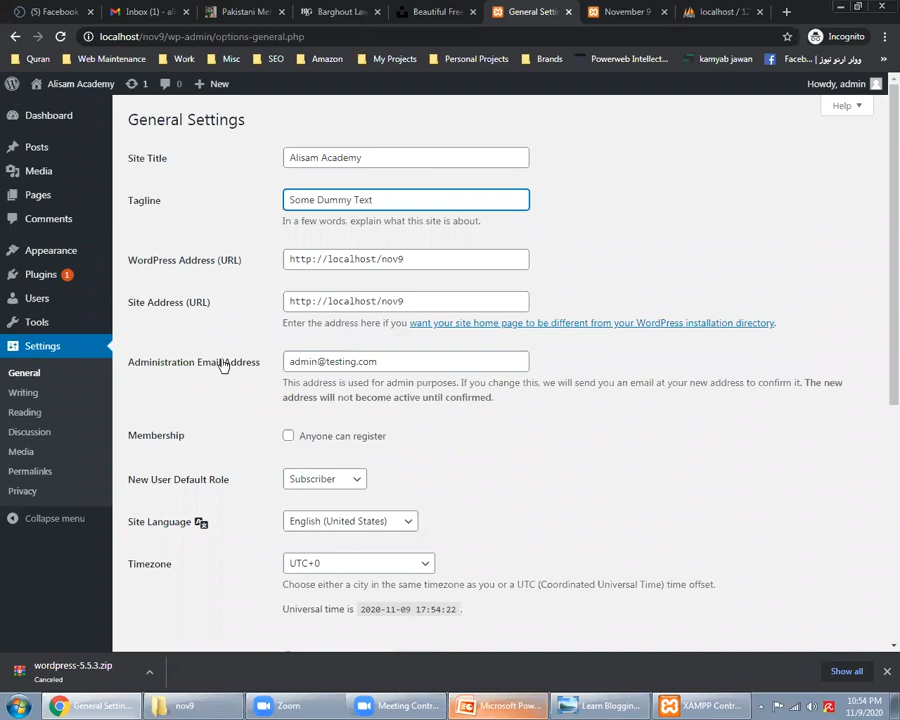 Facebook
Inbox (1) - ali
Pakistani Me
Barghout Law
Beautiful Free
General Setti
November 9
localhost / 12
localhost/nov9/wp-admin/options-general.php
Incognito
Quran
Web Maintenance
Work
Misc
SEO
Amazon
My Projects
Personal Projects
Brands
Powerweb Intellect...
kamyab jawan
Faceb...
وولر اردو نیوز |
»
Alisam Academy
1
0
New
Howdy, admin
Dashboard
Posts
Media
Pages
Comments
Appearance
Plugins 1
Users
Tools
Settings
General
Writing
Reading
Discussion
Media
Permalinks
Privacy
Collapse menu
Help
General Settings
Site Title
Alisam Academy
Tagline
Some Dummy Text
In a few words, explain what this site is about.
WordPress Address (URL)
http://localhost/nov9
Site Address (URL)
http://localhost/nov9
Enter the address here if you want your site home page to be different from your WordPress installation directory.
Administration Email Address
admin@testing.com
This address is used for admin purposes. If you change this, we will send you an email at your new address to confirm it. The new
address will not become active until confirmed.
Membership
Anyone can register
New User Default Role
Subscriber
Site Language
English (United States)
Timezone
UTC+0
Choose either a city in the same timezone as you or a UTC (Coordinated Universal Time) time offset.
Universal time is 2020-11-09 17:54:22 .
wordpress-5.5.3.zip
Canceled
Show all
General Settings...
nov9
Zoom
Meeting Contr...
Microsoft Pow...
Learn Bloggin...
XAMPP Contr...
10:54 PM
11/9/2020